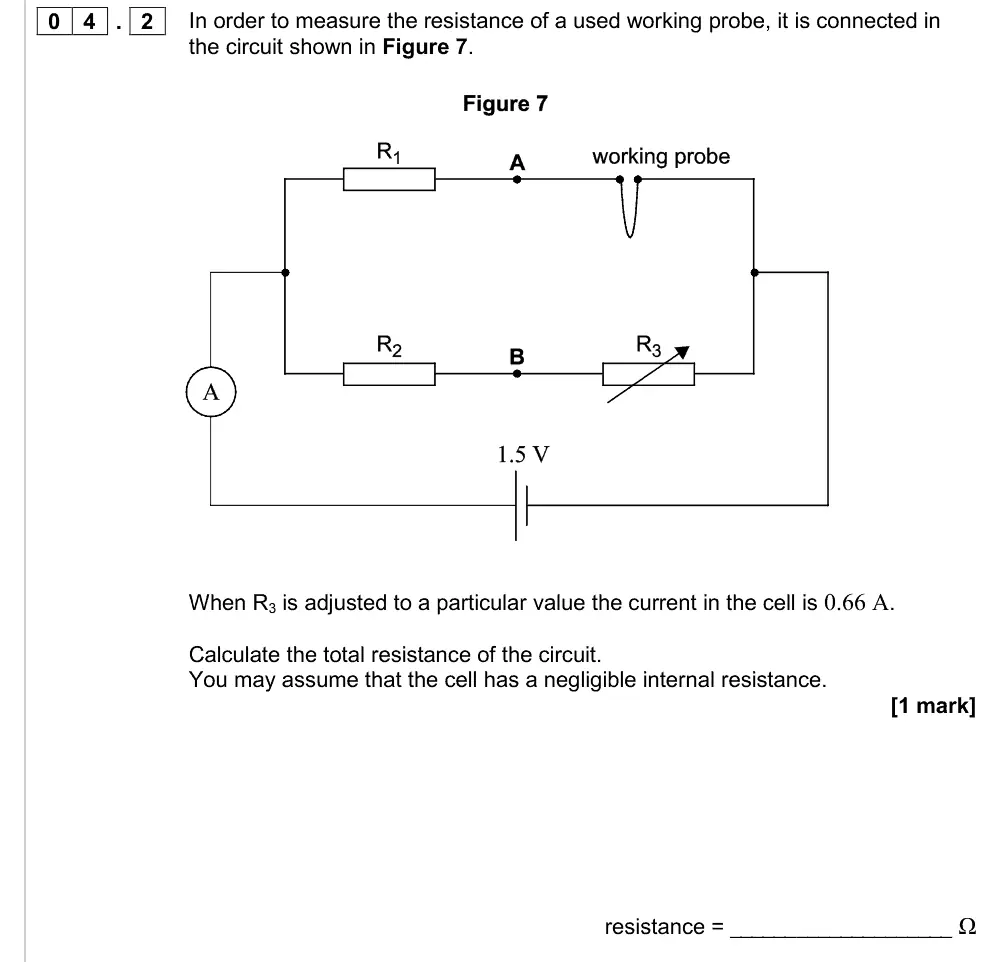 0 4 . 2 In order to measure the resistance of a used working probe, it is connected in
the circuit shown in Figure 7.
Figure 7
R₁
A
working probe
R₂
B
R₃
A
1.5 V
When R₃ is adjusted to a particular value the current in the cell is 0.66 A.
Calculate the total resistance of the circuit.
You may assume that the cell has a negligible internal resistance.
[1 mark]
resistance = ____________________ Ω